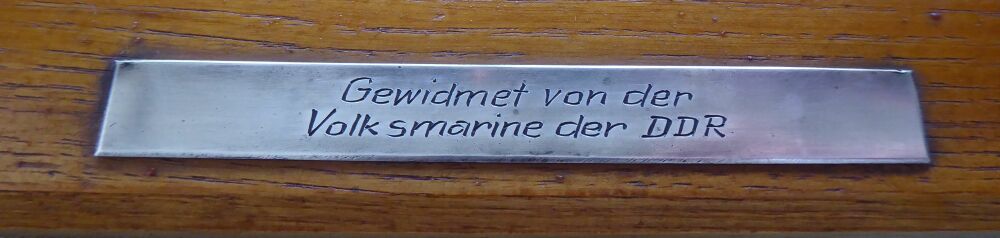 Gewidmet von der
Volksmarine der DDR